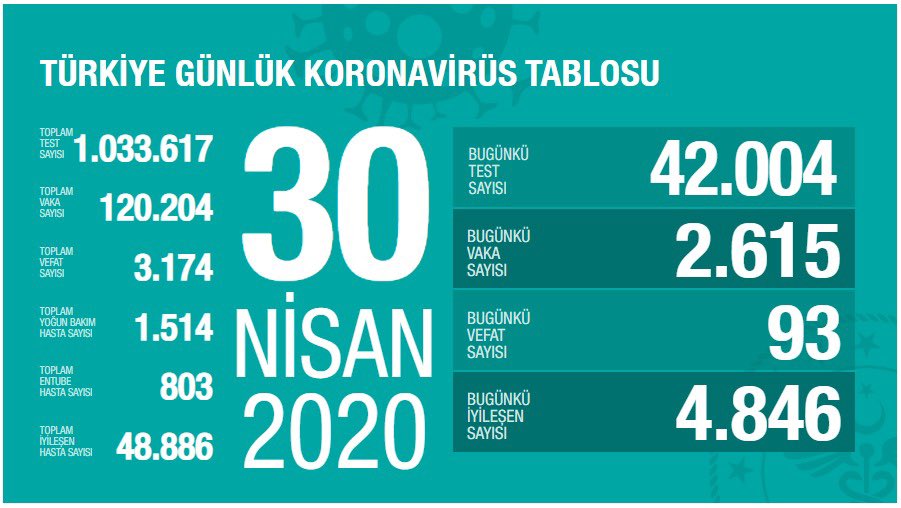 TÜRKİYE GÜNLÜK KORONAVİRÜS TABLOSU
TOPLAM
TEST
SAYISI
1.033.617
TOPLAM
VAKA
SAYISI
120.204
TOPLAM
VEFAT
SAYISI
3.174
TOPLAM
YOĞUN BAKIM
HASTA SAYISI
1.514
TOPLAM
ENTUBE
HASTA SAYISI
803
TOPLAM
İYİLEŞEN
HASTA SAYISI
48.886
30
NİSAN
2020
BUGÜNKÜ
TEST
SAYISI
42.004
BUGÜNKÜ
VAKA
SAYISI
2.615
BUGÜNKÜ
VEFAT
SAYISI
93
BUGÜNKÜ
İYİLEŞEN
SAYISI
4.846